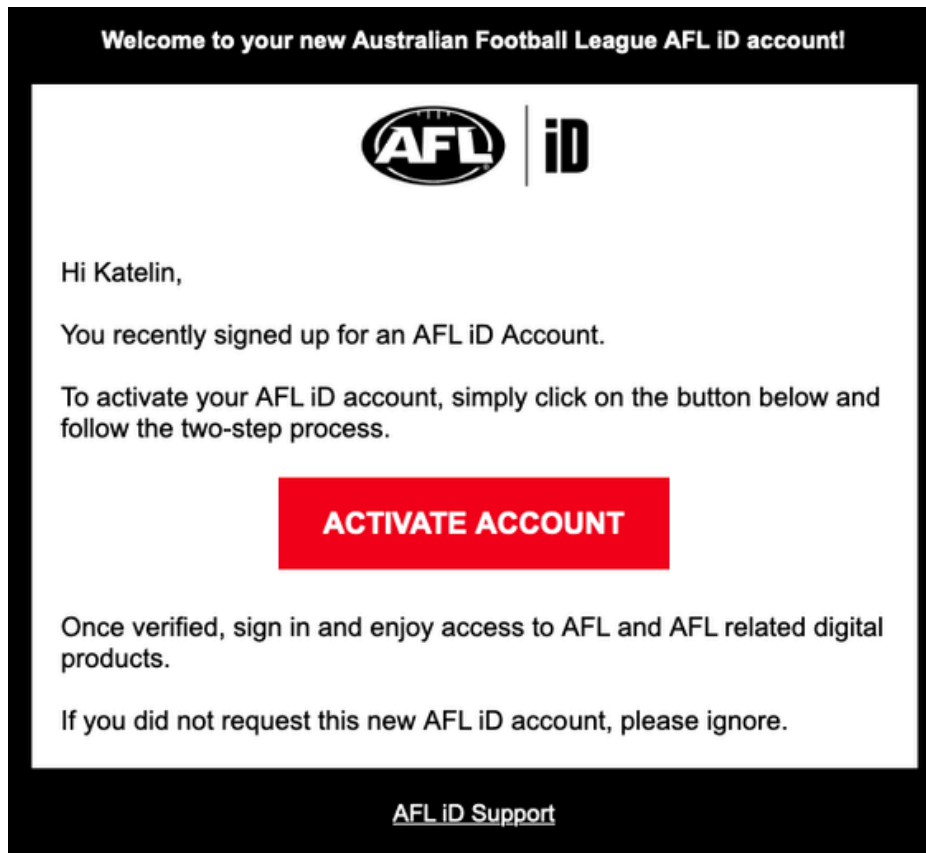 Welcome to your new Australian Football League AFL iD account!
AFL iD
Hi Katelin,
You recently signed up for an AFL iD Account.
To activate your AFL iD account, simply click on the button below and
follow the two-step process.
ACTIVATE ACCOUNT
Once verified, sign in and enjoy access to AFL and AFL related digital
products.
If you did not request this new AFL iD account, please ignore.
AFL iD Support